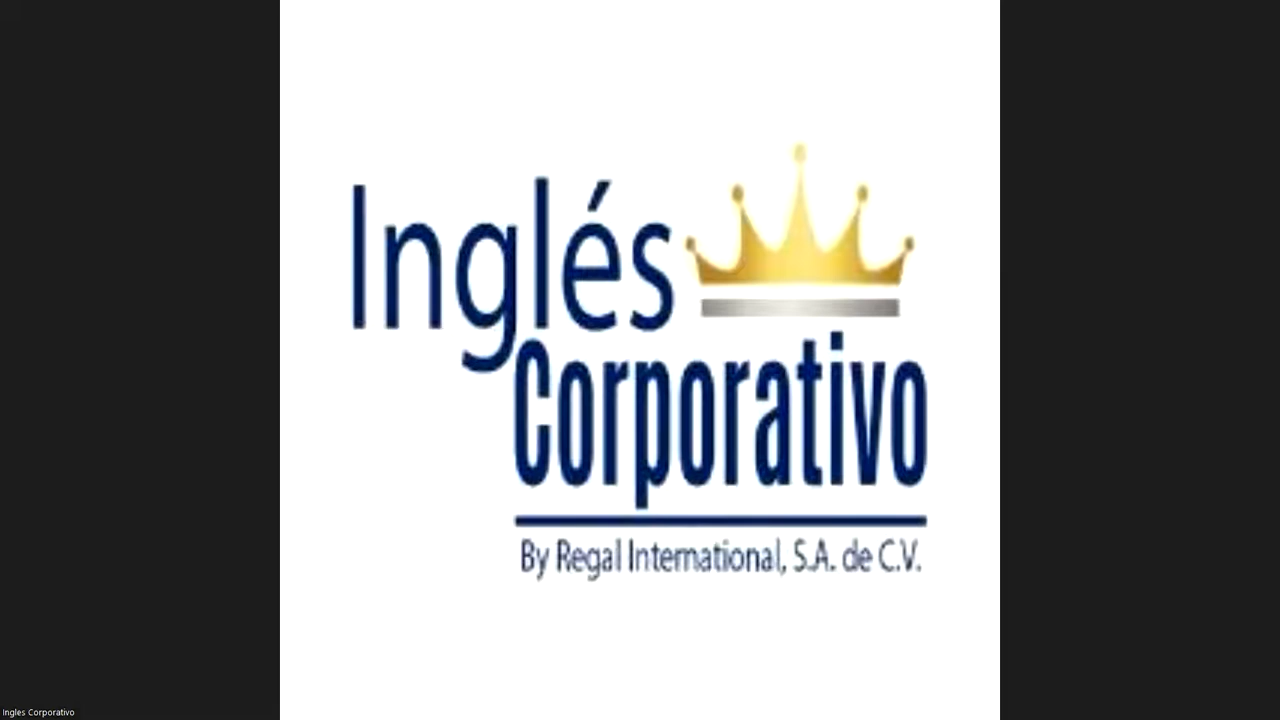 Inglés
Corporativo
By Regal International, S.A. de C.V.
Ingles Corporativo